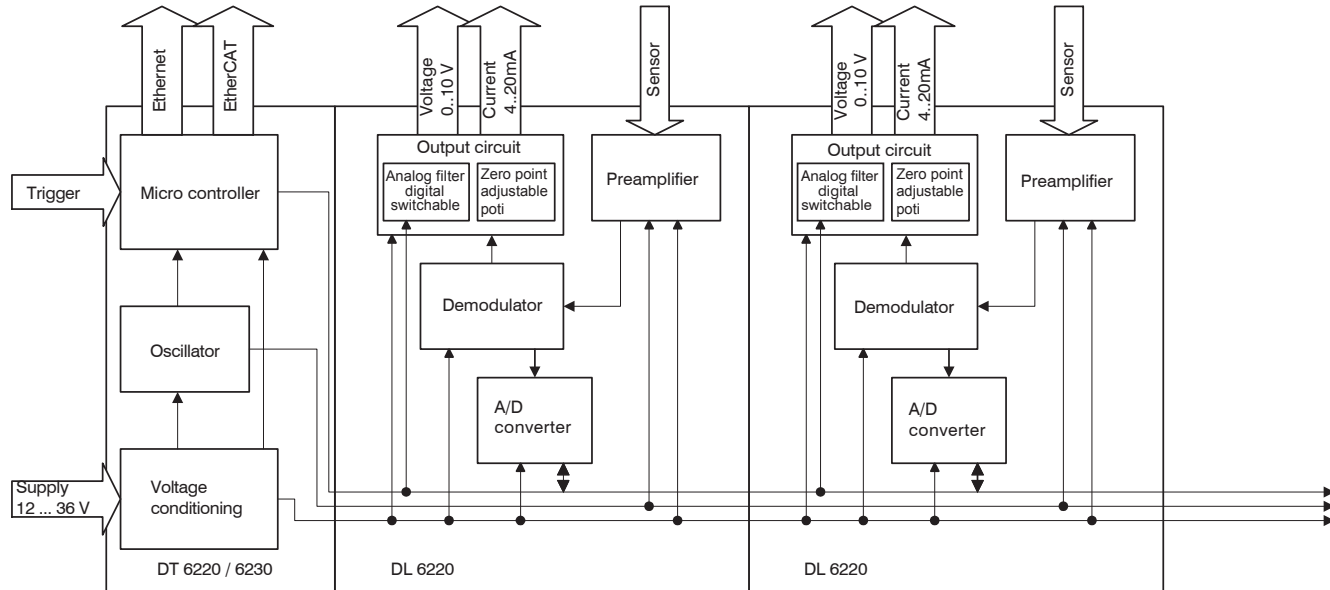 Ethernet
EtherCAT
Voltage
0..10 V
Current
4..20mA
Sensor
Voltage
0..10 V
Current
4..20mA
Sensor
Trigger
Micro controller
Output circuit
Analog filter
digital
switchable
Zero point
adjustable
poti
Preamplifier
Output circuit
Analog filter
digital
switchable
Zero point
adjustable
poti
Preamplifier
Oscillator
Demodulator
Demodulator
A/D
converter
A/D
converter
Supply
12 ... 36 V
Voltage
conditioning
DT 6220 / 6230
DL 6220
DL 6220